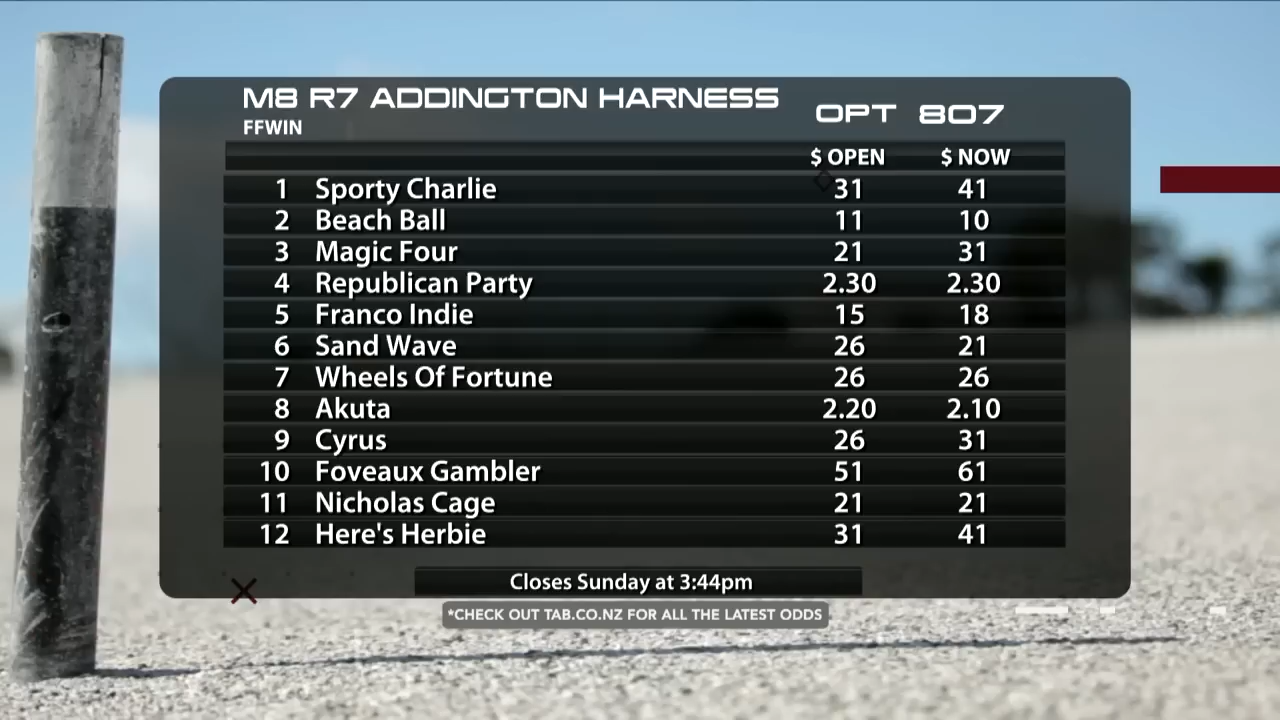 M8 R7 ADDINGTON HARNESS
FFWIN
OPT 807
$ OPEN $ NOW
1 Sporty Charlie 31 41
2 Beach Ball 11 10
3 Magic Four 21 31
4 Republican Party 2.30 2.30
5 Franco Indie 15 18
6 Sand Wave 26 21
7 Wheels Of Fortune 26 26
8 Akuta 2.20 2.10
9 Cyrus 26 31
10 Foveaux Gambler 51 61
11 Nicholas Cage 21 21
12 Here's Herbie 31 41
Closes Sunday at 3:44pm
*CHECK OUT TAB.CO.NZ FOR ALL THE LATEST ODDS